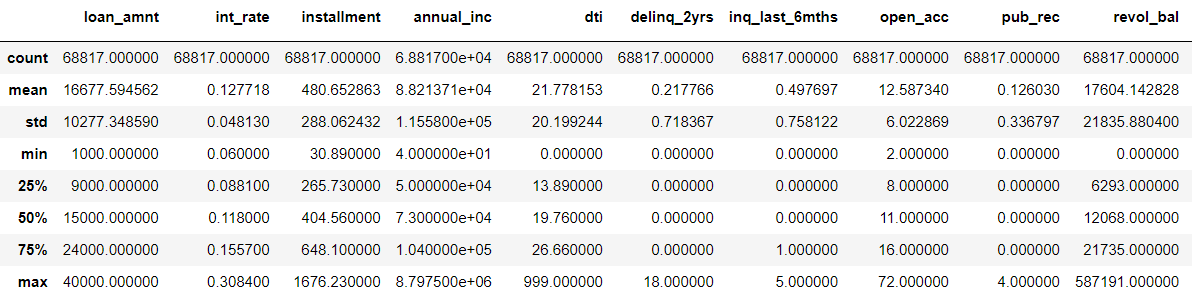 loan_amnt int_rate installment annual_inc dti delinq_2yrs inq_last_6mths open_acc pub_rec revol_bal
count 68817.000000 68817.000000 68817.000000 6.881700e+04 68817.000000 68817.000000 68817.000000 68817.000000 68817.000000 68817.000000
mean 16677.594562 0.127718 480.652863 8.821371e+04 21.778153 0.217766 0.497697 12.587340 0.126030 17604.142828
std 10277.348590 0.048130 288.062432 1.155800e+05 20.199244 0.718367 0.758122 6.022869 0.336797 21835.880400
min 1000.000000 0.060000 30.890000 4.000000e+01 0.000000 0.000000 0.000000 2.000000 0.000000 0.000000
25% 9000.000000 0.088100 265.730000 5.000000e+04 13.890000 0.000000 0.000000 8.000000 0.000000 6293.000000
50% 15000.000000 0.118000 404.560000 7.300000e+04 19.760000 0.000000 0.000000 11.000000 0.000000 12068.000000
75% 24000.000000 0.155700 648.100000 1.040000e+05 26.660000 0.000000 1.000000 16.000000 0.000000 21735.000000
max 40000.000000 0.308400 1676.230000 8.797500e+06 999.000000 18.000000 5.000000 72.000000 4.000000 587191.000000